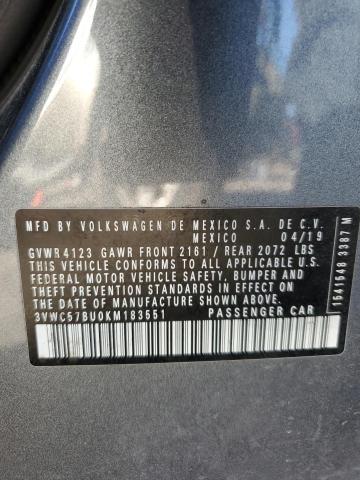 MFD BY VOLKSWAGEN DE MEXICO S.A. DE C.V.
MEXICO 04/19
GVWR 4123 GAWR FRONT 2161 / REAR 2072 LBS
THIS VEHICLE CONFORMS TO ALL APPLICABLE U.S.
FEDERAL MOTOR VEHICLE SAFETY, BUMPER AND
THEFT PREVENTION STANDARDS IN EFFECT ON THE
DATE OF MANUFACTURE SHOWN ABOVE.
3VWC57BU0KM183551 PASSENGER CAR
1541549 3387 M